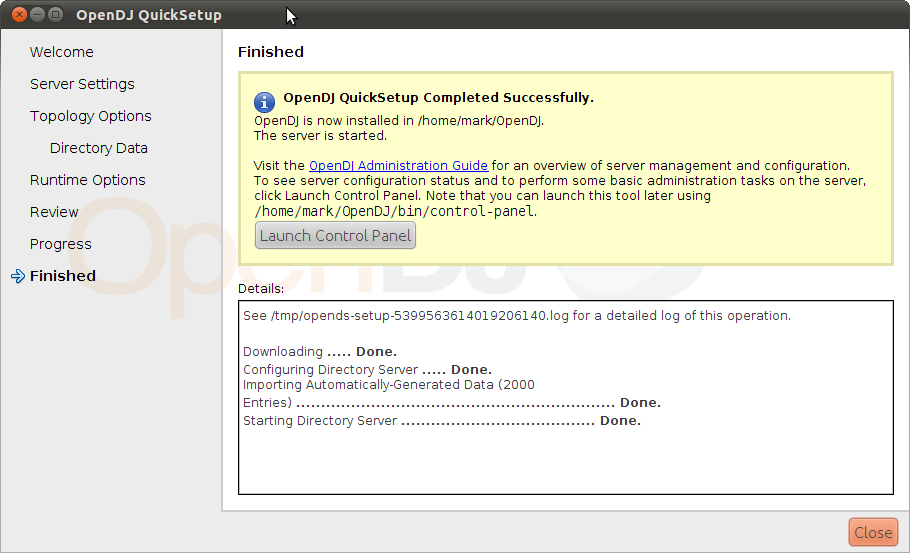 OpenDJ QuickSetup
Welcome
Server Settings
Topology Options
Directory Data
Runtime Options
Review
Progress
Finished
OpenDJ
Finished
OpenDJ QuickSetup Completed Successfully.
OpenDJ is now installed in /home/mark/OpenDJ.
The server is started.
Visit the OpenDJ Administration Guide for an overview of server management and configuration.
To see server configuration status and to perform some basic administration tasks on the server,
click Launch Control Panel. Note that you can launch this tool later using
/home/mark/OpenDJ/bin/control-panel.
Launch Control Panel
Details:
See /tmp/opends-setup-5399563614019206140.log for a detailed log of this operation.
Downloading ..... Done.
Configuring Directory Server ..... Done.
Importing Automatically-Generated Data (2000
Entries) ................................................................ Done.
Starting Directory Server ....................................... Done.
Close